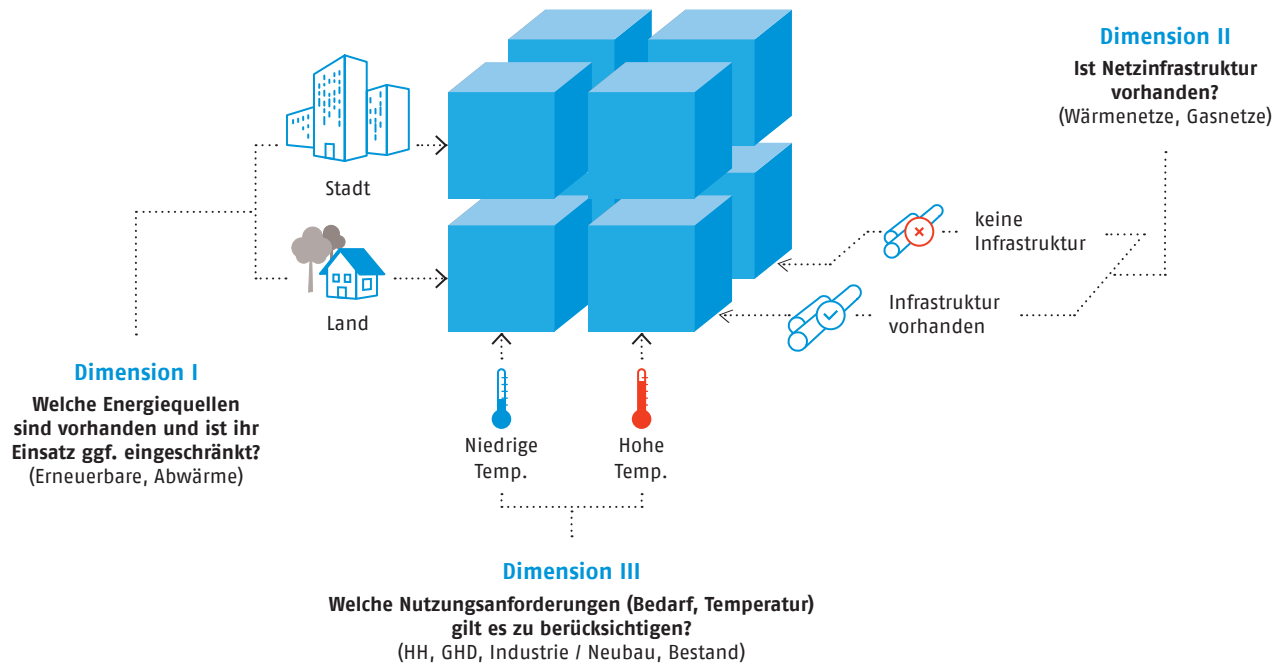 Dimension II
Ist Netzinfrastruktur
vorhanden?
(Wärmenetze, Gasnetze)
Stadt
keine
Infrastruktur
Infrastruktur
vorhanden
Land
Dimension I
Welche Energiequellen
sind vorhanden und ist ihr
Einsatz ggf. eingeschränkt?
(Erneuerbare, Abwärme)
Niedrige
Temp.
Hohe
Temp.
Dimension III
Welche Nutzungsanforderungen (Bedarf, Temperatur)
gilt es zu berücksichtigen?
(HH, GHD, Industrie / Neubau, Bestand)